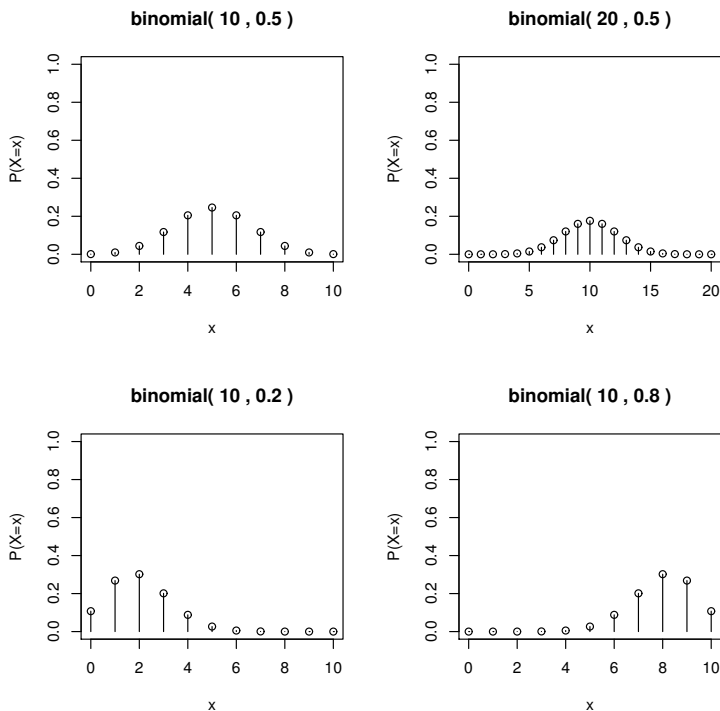 binomial( 10 , 0.5 )
P(X=x)
0.0 0.2 0.4 0.6 0.8 1.0
0 2 4 6 8 10
x
binomial( 20 , 0.5 )
P(X=x)
0.0 0.2 0.4 0.6 0.8 1.0
0 5 10 15 20
x
binomial( 10 , 0.2 )
P(X=x)
0.0 0.2 0.4 0.6 0.8 1.0
0 2 4 6 8 10
x
binomial( 10 , 0.8 )
P(X=x)
0.0 0.2 0.4 0.6 0.8 1.0
0 2 4 6 8 10
x